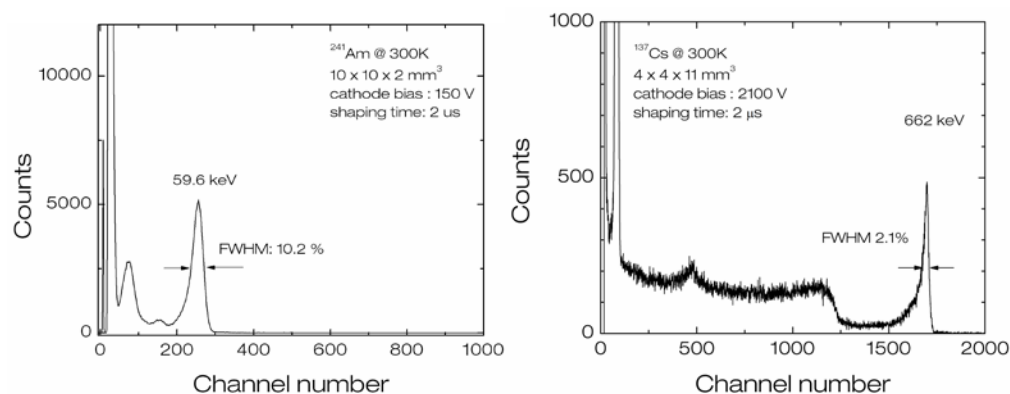 10000
5000
0
Counts
0
200
400
600
800
1000
Channel number
²⁴¹Am @ 300K
10 x 10 x 2 mm³
cathode bias : 150 V
shaping time: 2 us
59.6 keV
FWHM: 10.2 %
1000
500
0
Counts
0
500
1000
1500
2000
Channel number
¹³⁷Cs @ 300K
4 x 4 x 11 mm³
cathode bias : 2100 V
shaping time: 2 μs
662 keV
FWHM 2.1%